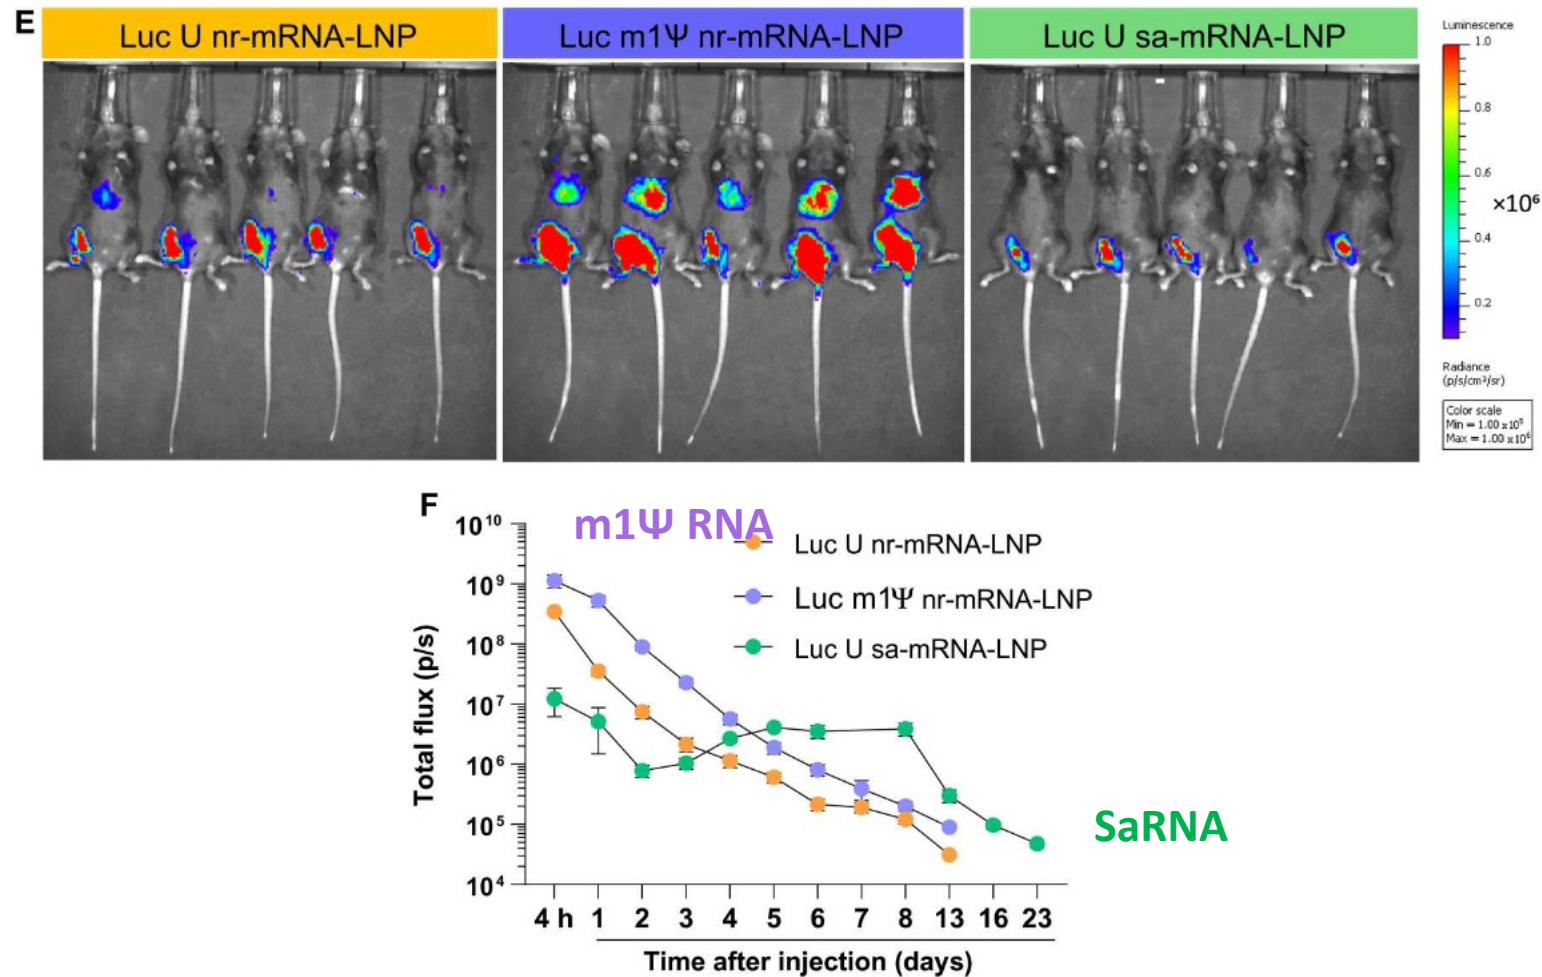 E
Luc U nr-mRNA-LNP
Luc m1Ψ nr-mRNA-LNP
Luc U sa-mRNA-LNP
Luminescence
1.0
0.8
0.6
×10⁶
0.4
0.2
Radiance
(p/s/cm²/sr)
Color scale
Min = 1.00 x10⁵
Max = 1.00 x10⁶
F
m1Ψ RNA
Luc U nr-mRNA-LNP
Luc m1Ψ nr-mRNA-LNP
Luc U sa-mRNA-LNP
SaRNA
Total flux (p/s)
10¹⁰
10⁹
10⁸
10⁷
10⁶
10⁵
10⁴
4 h 1 2 3 4 5 6 7 8 13 16 23
Time after injection (days)